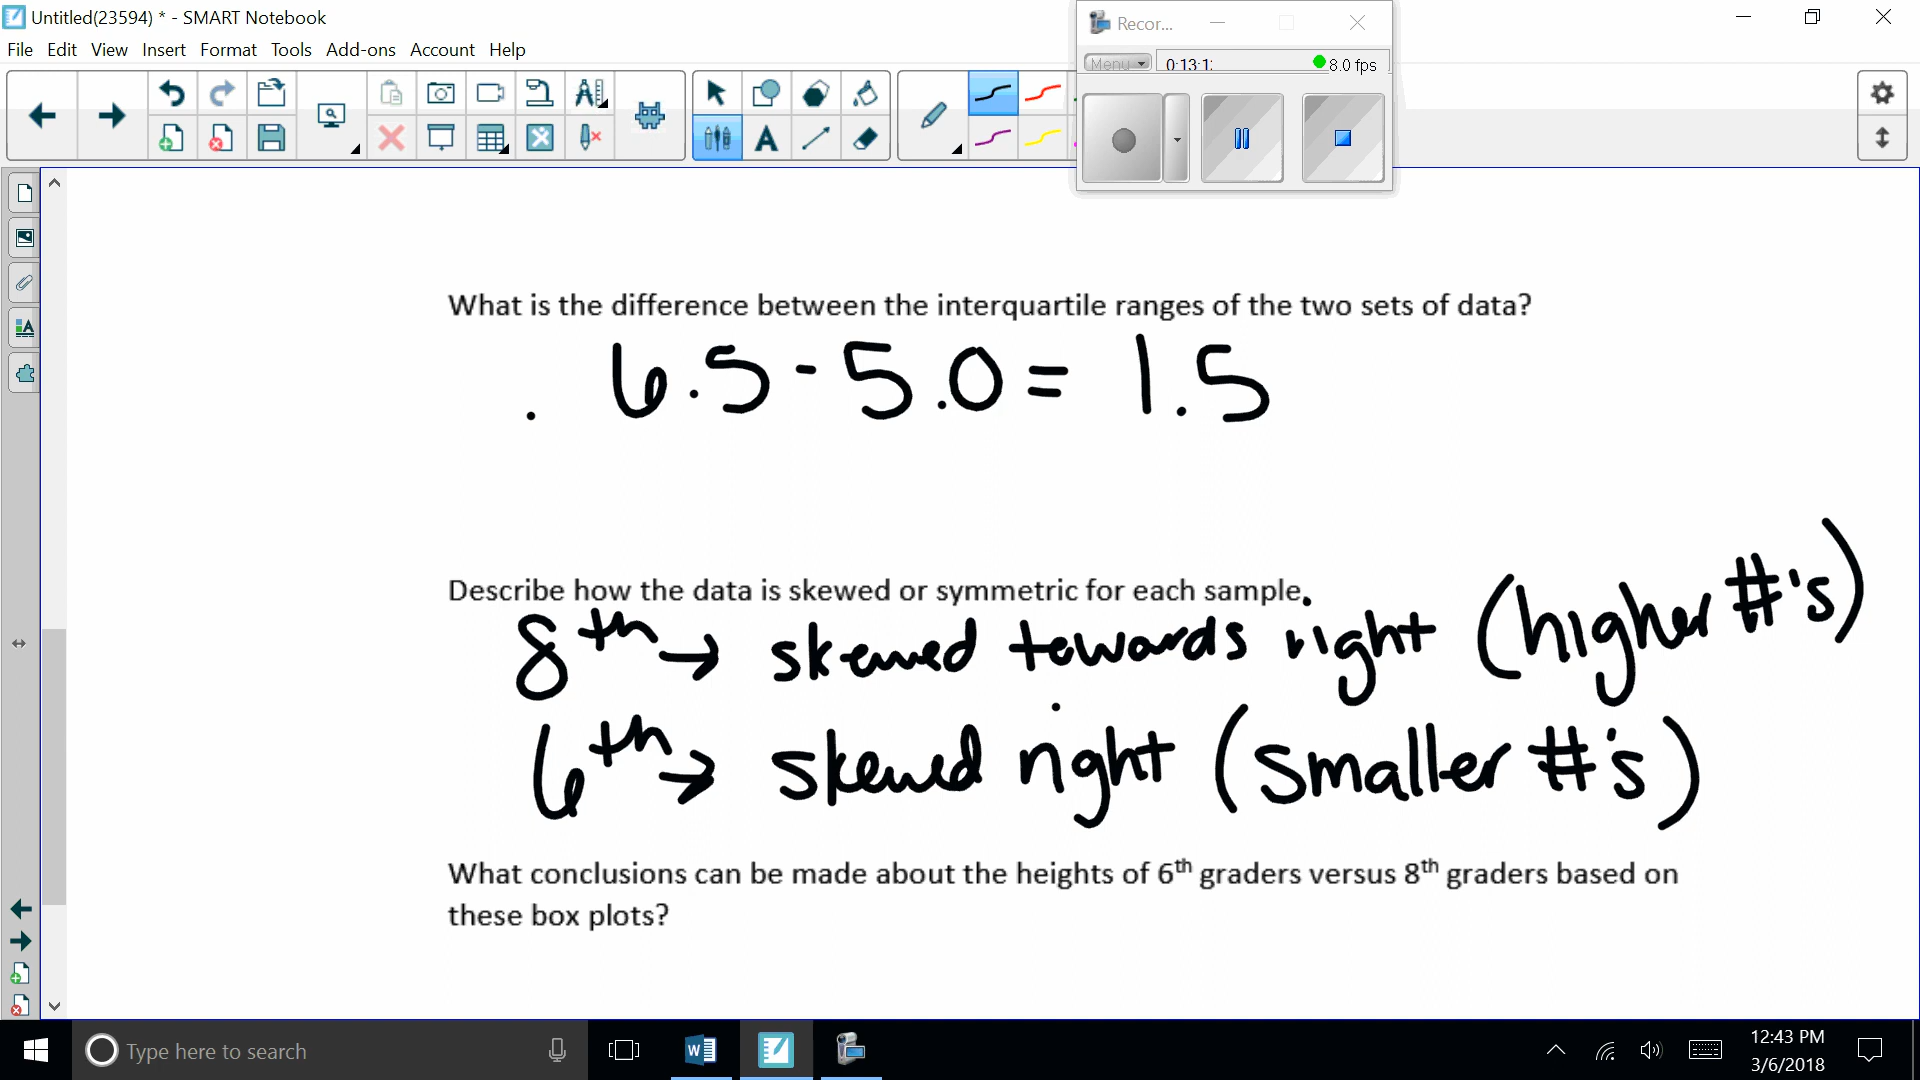 Untitled(23594) * - SMART Notebook
Recor...
File Edit View Insert Format Tools Add-ons Account Help
Menu
0:13:1
8.0 fps
What is the difference between the interquartile ranges of the two sets of data?
. 6.5 - 5.0 = 1.5
Describe how the data is skewed or symmetric for each sample.
8th → skewed towards right (higher #'s)
6th → skewed right (smaller #'s)
What conclusions can be made about the heights of 6th graders versus 8th graders based on
these box plots?
Type here to search
12:43 PM
3/6/2018